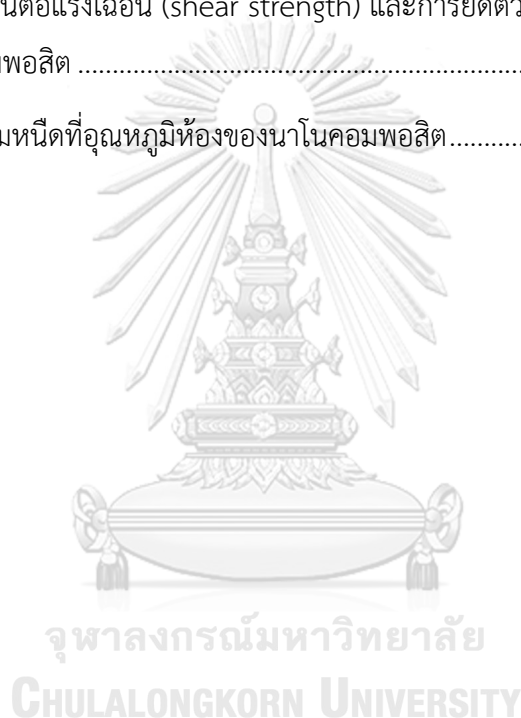 นต่อแรงเฉือน (shear strength) และการยืดตัว
มพอสิต ................................................................
มหนืดที่อุณหภูมิห้องของนาโนคอมพอสิต...........
จุฬาลงกรณ์มหาวิทยาลัย
CHULALONGKORN UNIVERSITY